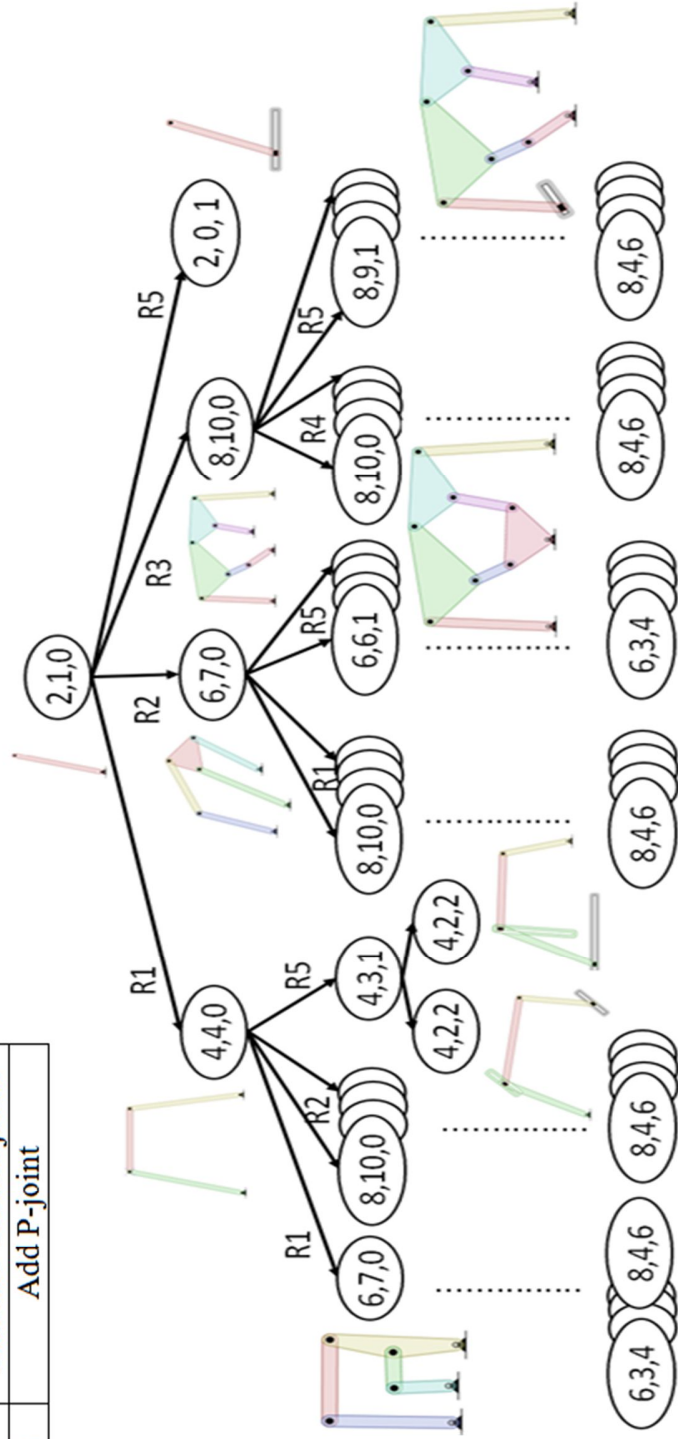 Add P-joint
2,1,0
R1
R2
R3
R5
4,4,0
6,7,0
8,10,0
2, 0, 1
R1
R2
R5
R1
R5
R4
R5
6,7,0
8,10,0
4,3,1
8,10,0
6,6,1
8,10,0
8,9,1
4,2,2
4,2,2
6,3,4
8,4,6
8,4,6
8,4,6
6,3,4
8,4,6
8,4,6